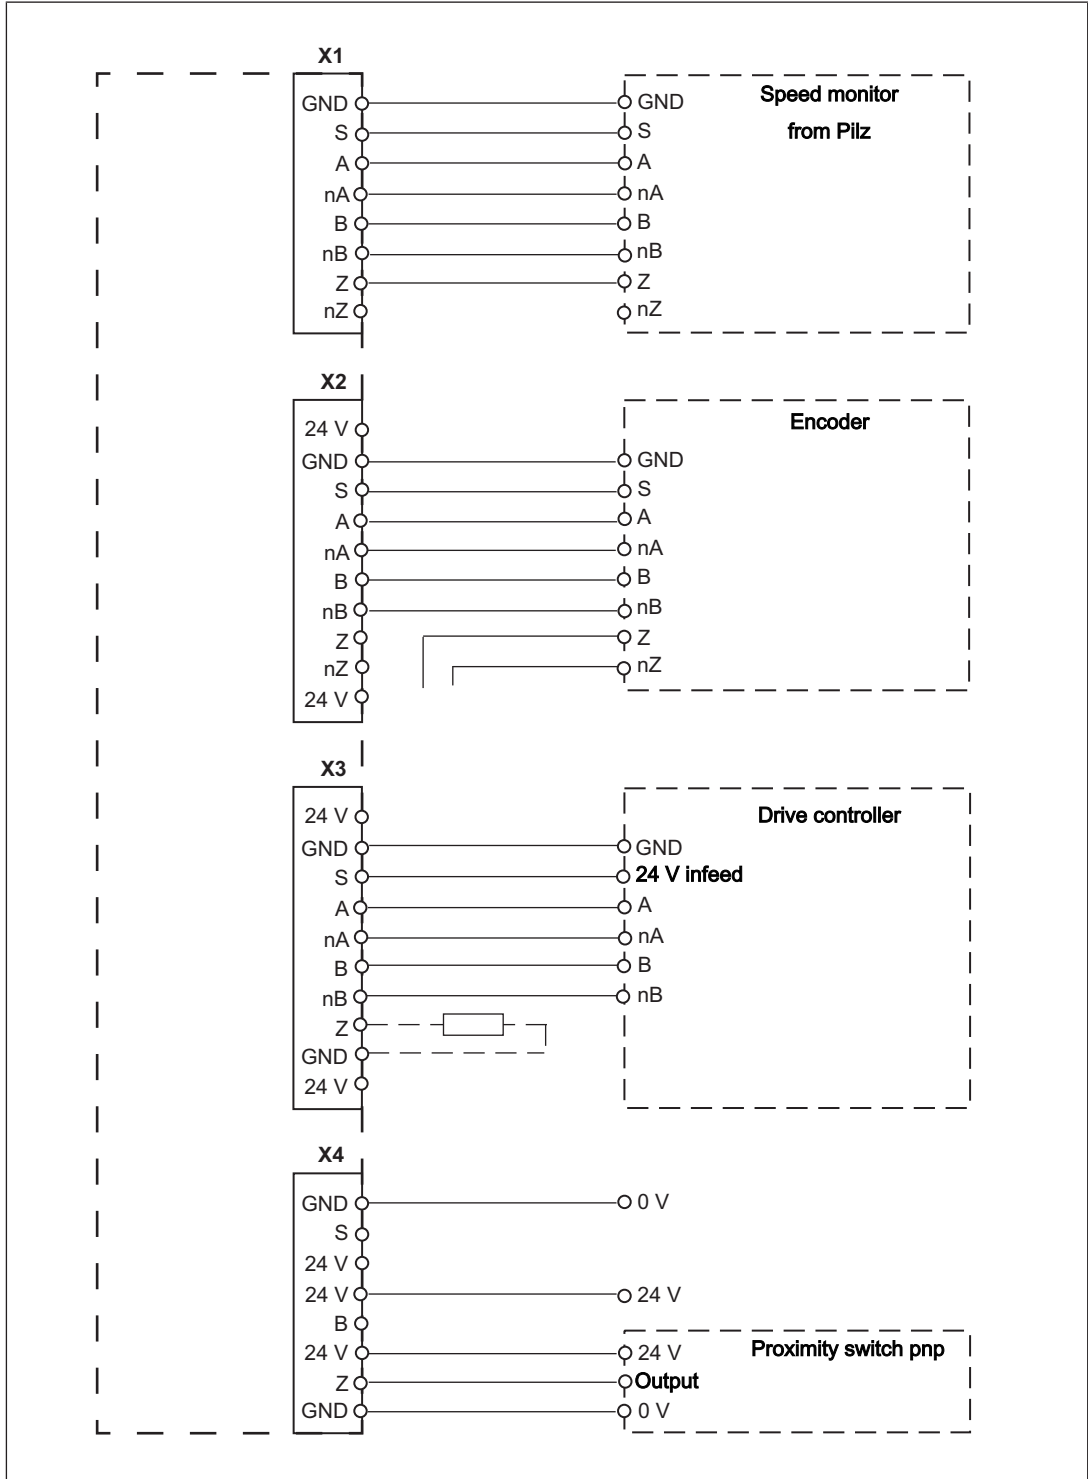 X1
GND GND Speed monitor
S S from Pilz
A A
nA nA
B B
nB nB
Z Z
nZ nZ
X2
24 V Encoder
GND GND
S S
A A
nA nA
B B
nB nB
Z Z
nZ nZ
24 V
X3
24 V Drive controller
GND GND
S 24 V infeed
A A
nA nA
B B
nB nB
Z
GND
24 V
X4
GND 0 V
S
24 V
24 V 24 V
B
24 V 24 V Proximity switch pnp
Z Output
GND 0 V